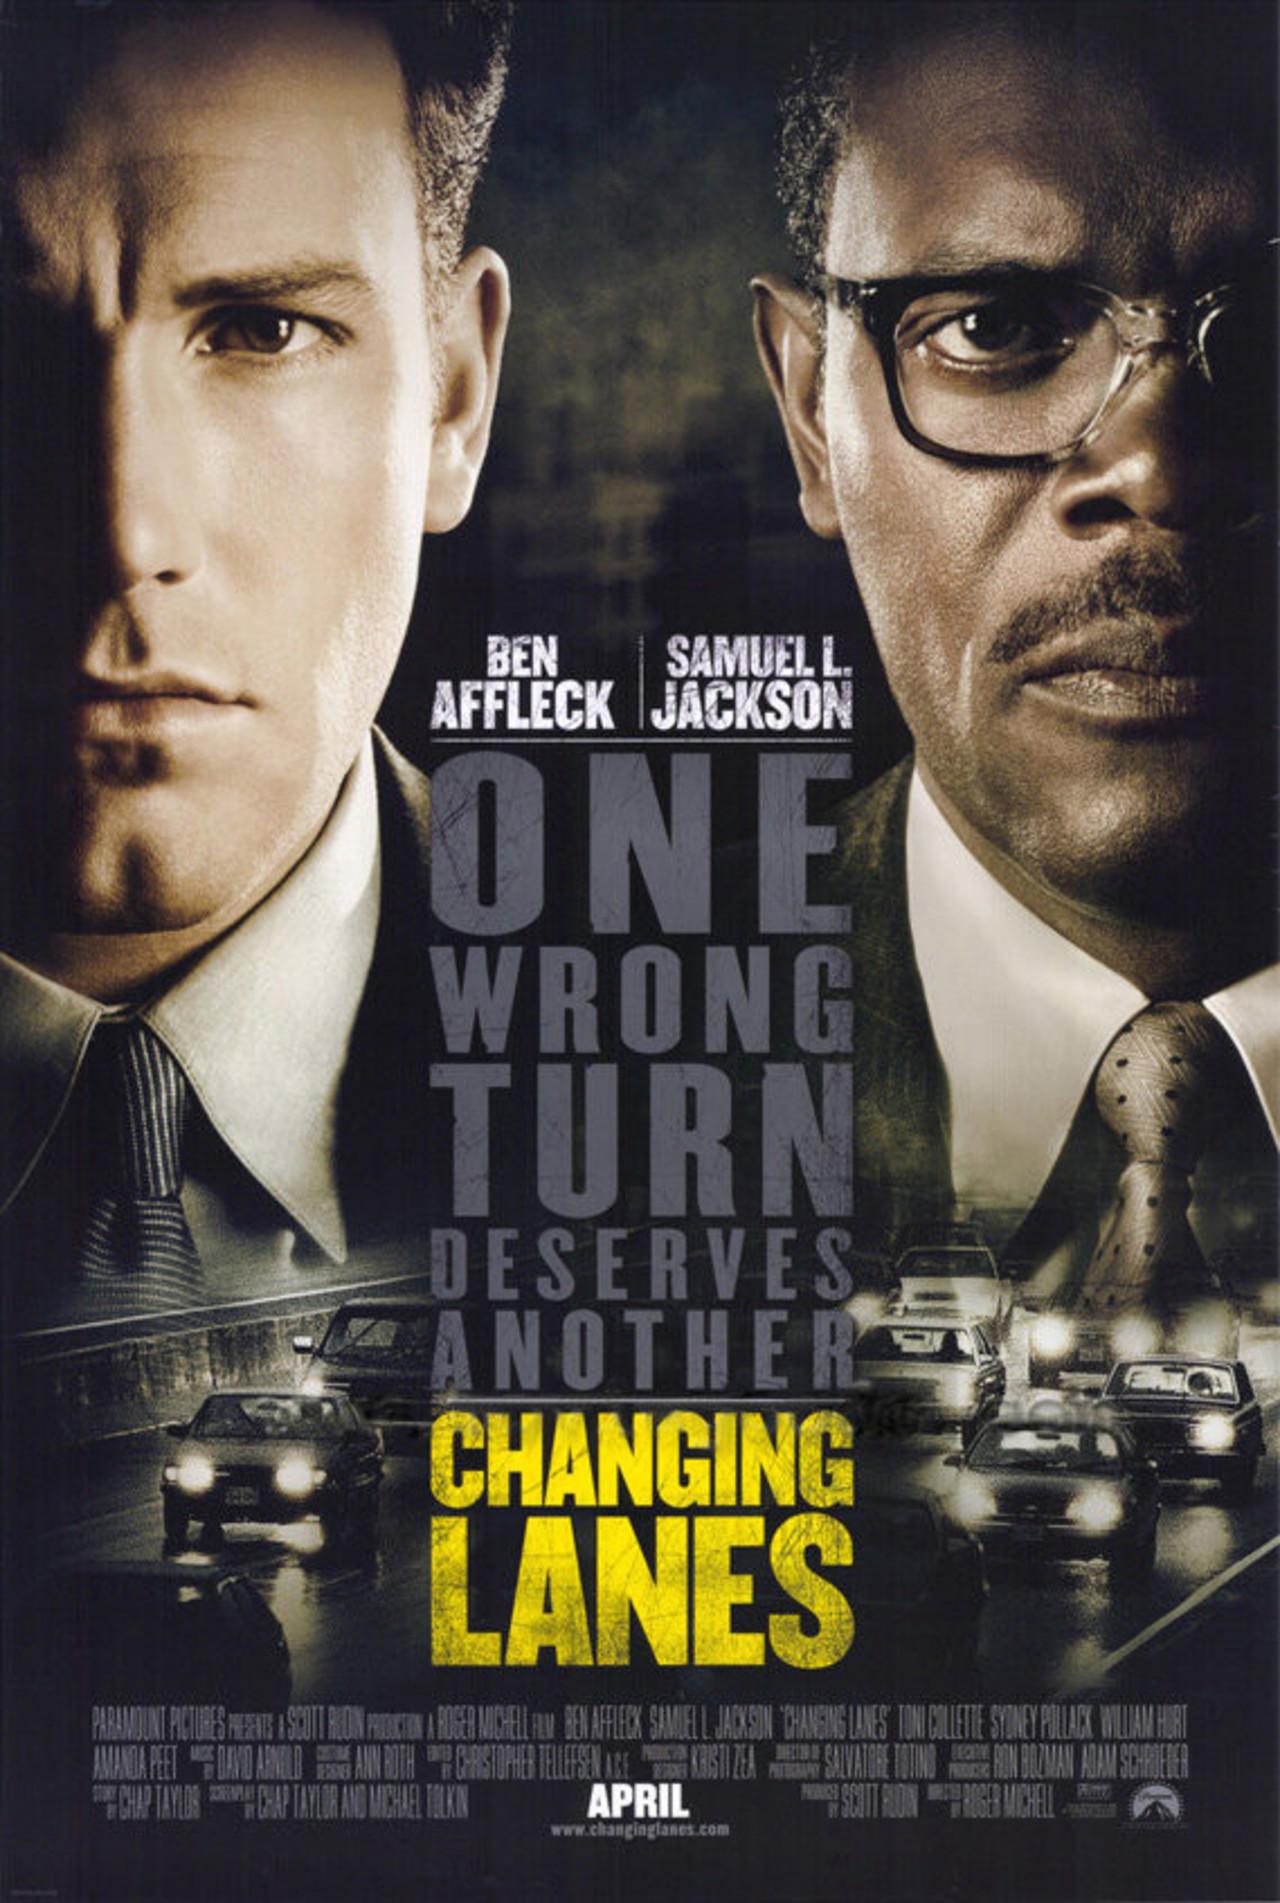 BEN AFFLECK
SAMUEL L. JACKSON
ONE
WRONG
TURN
DESERVES
ANOTHER
CHANGING
LANES
PARAMOUNT PICTURES PRESENTS A SCOTT RUDIN PRODUCTION A ROGER MICHELL FILM BEN AFFLECK SAMUEL L. JACKSON 'CHANGING LANES' TONI COLLETTE SYDNEY POLLACK WILLIAM HURT
AMANDA PEET MUSIC BY DAVID ARNOLD COSTUME DESIGNER ANN ROTH EDITED BY CHRISTOPHER TELLEFSEN, A.C.E. PRODUCTION DESIGNER KRISTI ZEA DIRECTOR OF PHOTOGRAPHY SALVATORE TOTINO EXECUTIVE PRODUCERS RON BOZMAN ADAM SCHROEDER
STORY BY CHAP TAYLOR SCREENPLAY BY CHAP TAYLOR AND MICHAEL TOLKIN PRODUCED BY SCOTT RUDIN DIRECTED BY ROGER MICHELL
APRIL
www.changinglanes.com